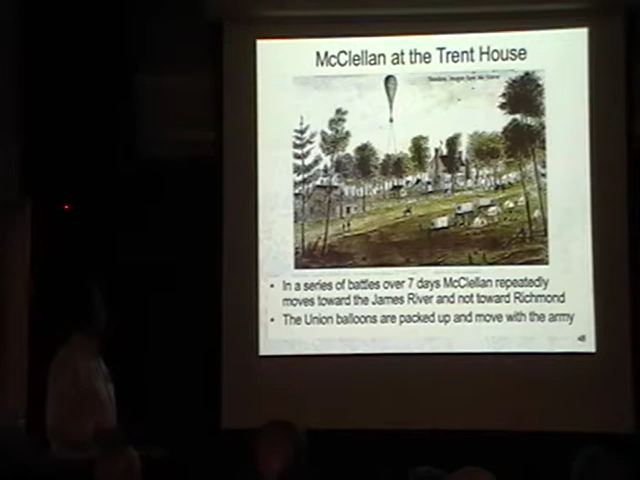 McClellan at the Trent House
• In a series of battles over 7 days McClellan repeatedly
moves toward the James River and not toward Richmond
• The Union balloons are packed up and move with the army
48